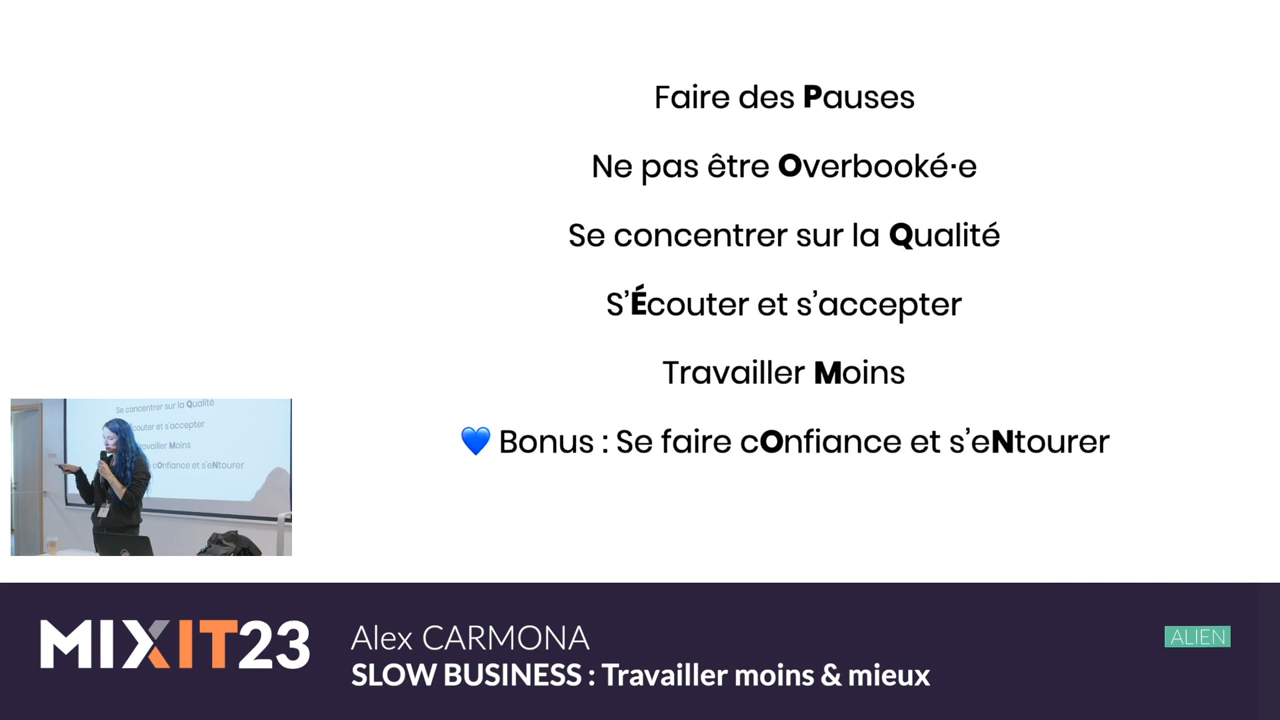 Faire des Pauses
Ne pas être Overbooké·e
Se concentrer sur la Qualité
S’Écouter et s’accepter
Travailler Moins
💙 Bonus : Se faire cOnfiance et s’eNtourer
Se concentrer sur la Qualité
Écouter et s'accepter
ravailler Moins
cOnfiance et s'eNtourer
MIXIT23
Alex CARMONA
SLOW BUSINESS : Travailler moins & mieux
ALIEN